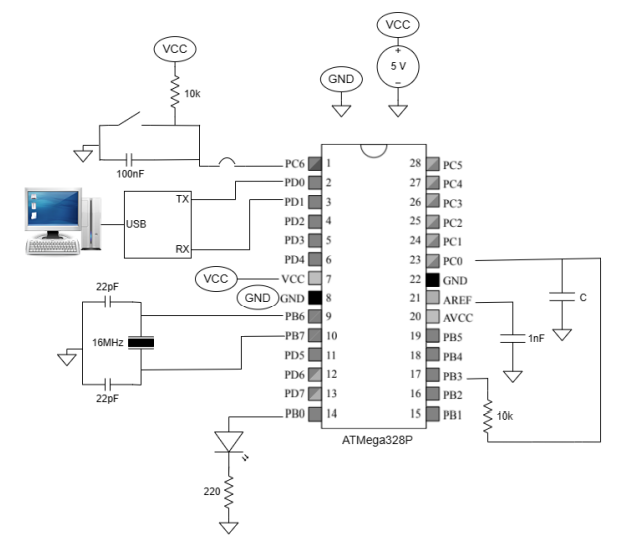 VCC
VCC
+
5 V
−
GND
10k
100nF
TX
USB
RX
PC6 1
PD0 2
PD1 3
PD2 4
PD3 5
PD4 6
VCC
VCC 7
GND
GND 8
PB6 9
PB7 10
PD5 11
PD6 12
PD7 13
PB0 14
28 PC5
27 PC4
26 PC3
25 PC2
24 PC1
23 PC0
22 GND
21 AREF
20 AVCC
19 PB5
18 PB4
17 PB3
16 PB2
15 PB1
C
1nF
10k
22pF
16MHz
22pF
ATMega328P
220